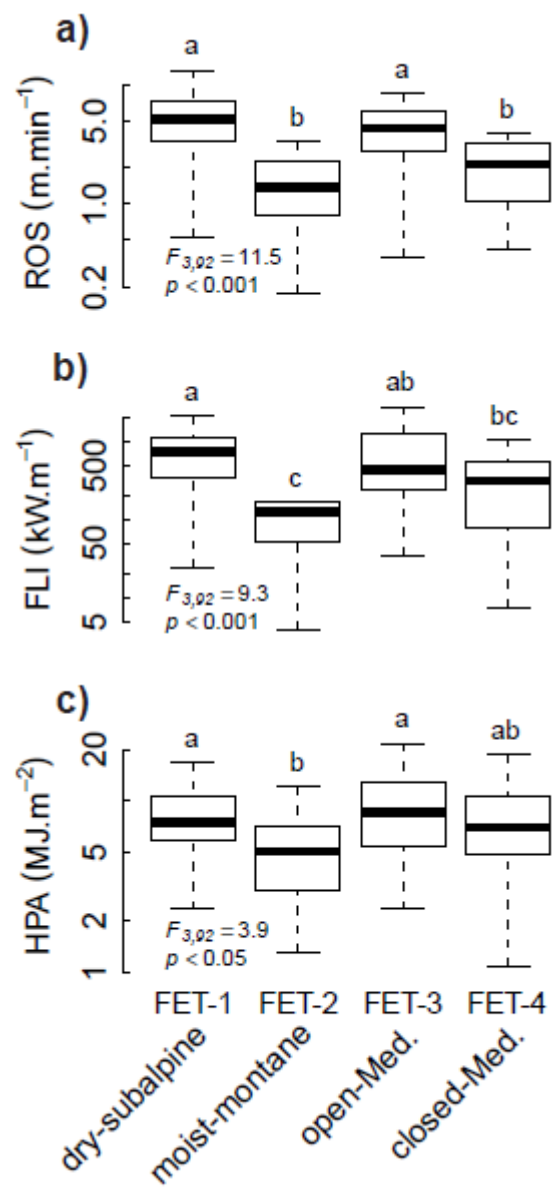 a)
a
b
a
b
5.0
1.0
0.2
ROS (m.min⁻¹)
F3,92 = 11.5
p < 0.001
b)
a
c
ab
bc
500
50
5
FLI (kW.m⁻¹)
F3,92 = 9.3
p < 0.001
c)
a
b
a
ab
20
5
2
1
HPA (MJ.m⁻²)
F3,92 = 3.9
p < 0.05
FET-1 FET-2 FET-3 FET-4
dry-subalpine
moist-montane
open-Med.
closed-Med.